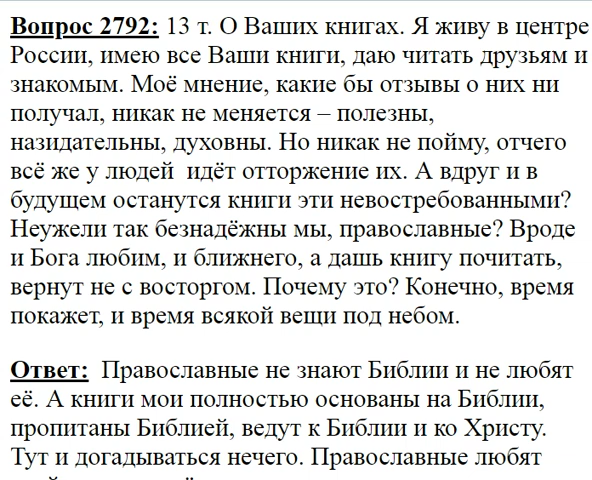 Вопрос 2792: 13 т. О Ваших книгах. Я живу в центре
России, имею все Ваши книги, даю читать друзьям и
знакомым. Моё мнение, какие бы отзывы о них ни
получал, никак не меняется – полезны,
назидательны, духовны. Но никак не пойму, отчего
всё же у людей идёт отторжение их. А вдруг и в
будущем останутся книги эти невостребованными?
Неужели так безнадёжны мы, православные? Вроде
и Бога любим, и ближнего, а дашь книгу почитать,
вернут не с восторгом. Почему это? Конечно, время
покажет, и время всякой вещи под небом.
Ответ: Православные не знают Библии и не любят
её. А книги мои полностью основаны на Библии,
пропитаны Библией, ведут к Библии и ко Христу.
Тут и догадываться нечего. Православные любят